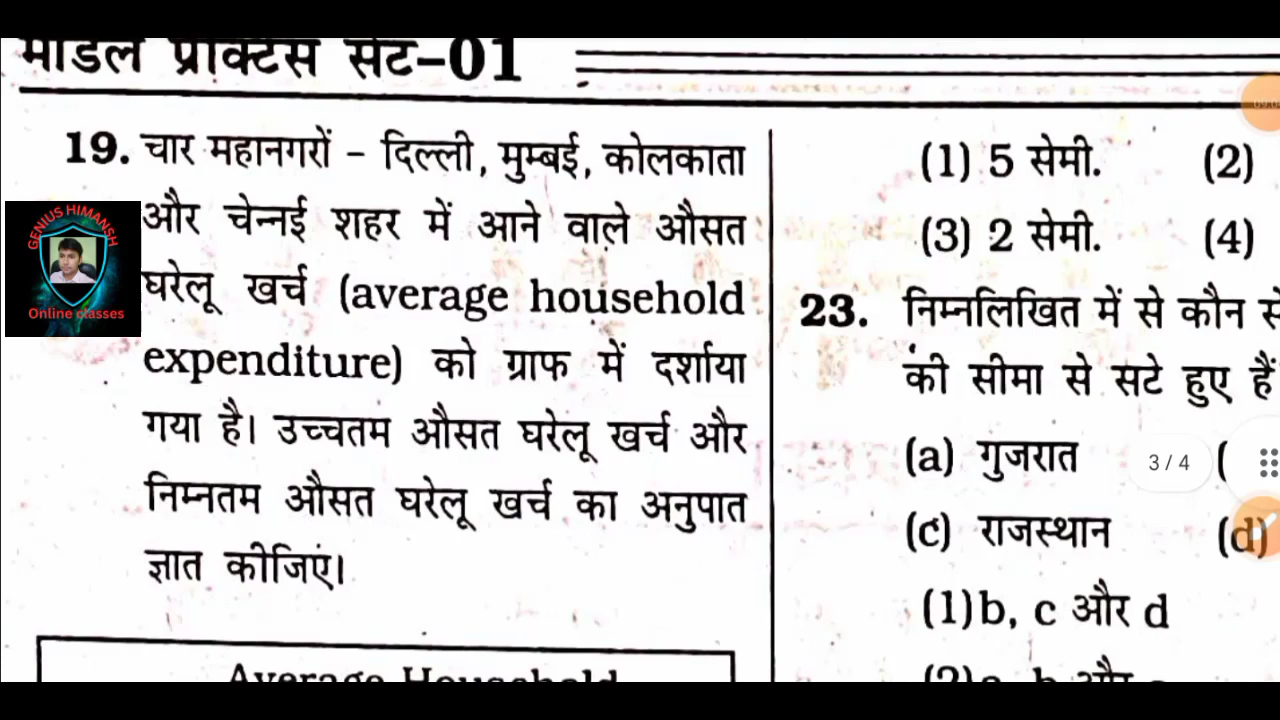 मॉडल प्रैक्टिस सेट-01
19. चार महानगरों - दिल्ली, मुम्बई, कोलकाता
और चेन्नई शहर में आने वाले औसत
घरेलू खर्च (average household
expenditure) को ग्राफ में दर्शाया
गया है। उच्चतम औसत घरेलू खर्च और
निम्नतम औसत घरेलू खर्च का अनुपात
ज्ञात कीजिए।
Average Household
(1) 5 सेमी. (2)
(3) 2 सेमी. (4)
23. निम्नलिखित में से कौन से
की सीमा से सटे हुए हैं
(a) गुजरात (
(c) राजस्थान (d)
(1) b, c और d
GENIUS HIMANSH
Online classes
3 / 4